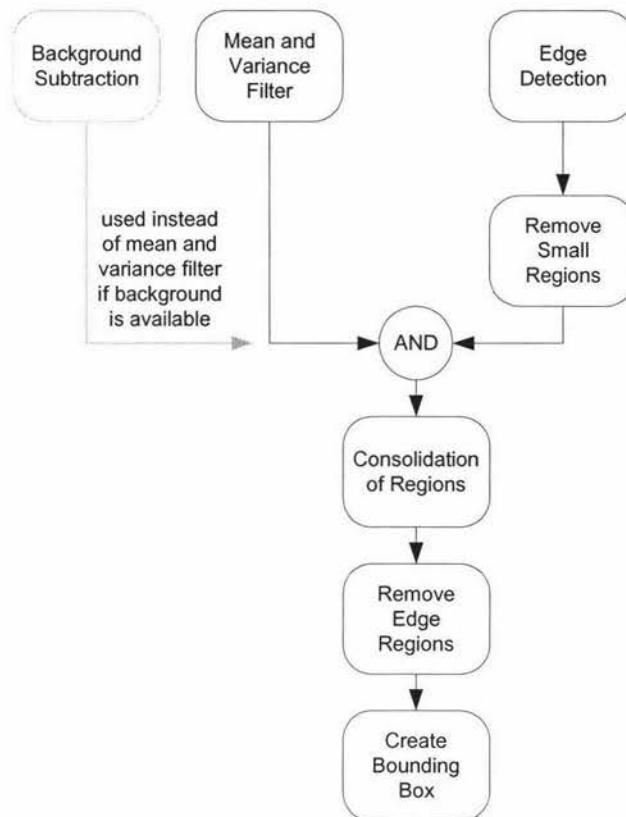 Background
Subtraction
Mean and
Variance
Filter
Edge
Detection
used instead
of mean and
variance filter
if background
is available
Remove
Small
Regions
AND
Consolidation
of Regions
Remove
Edge
Regions
Create
Bounding
Box